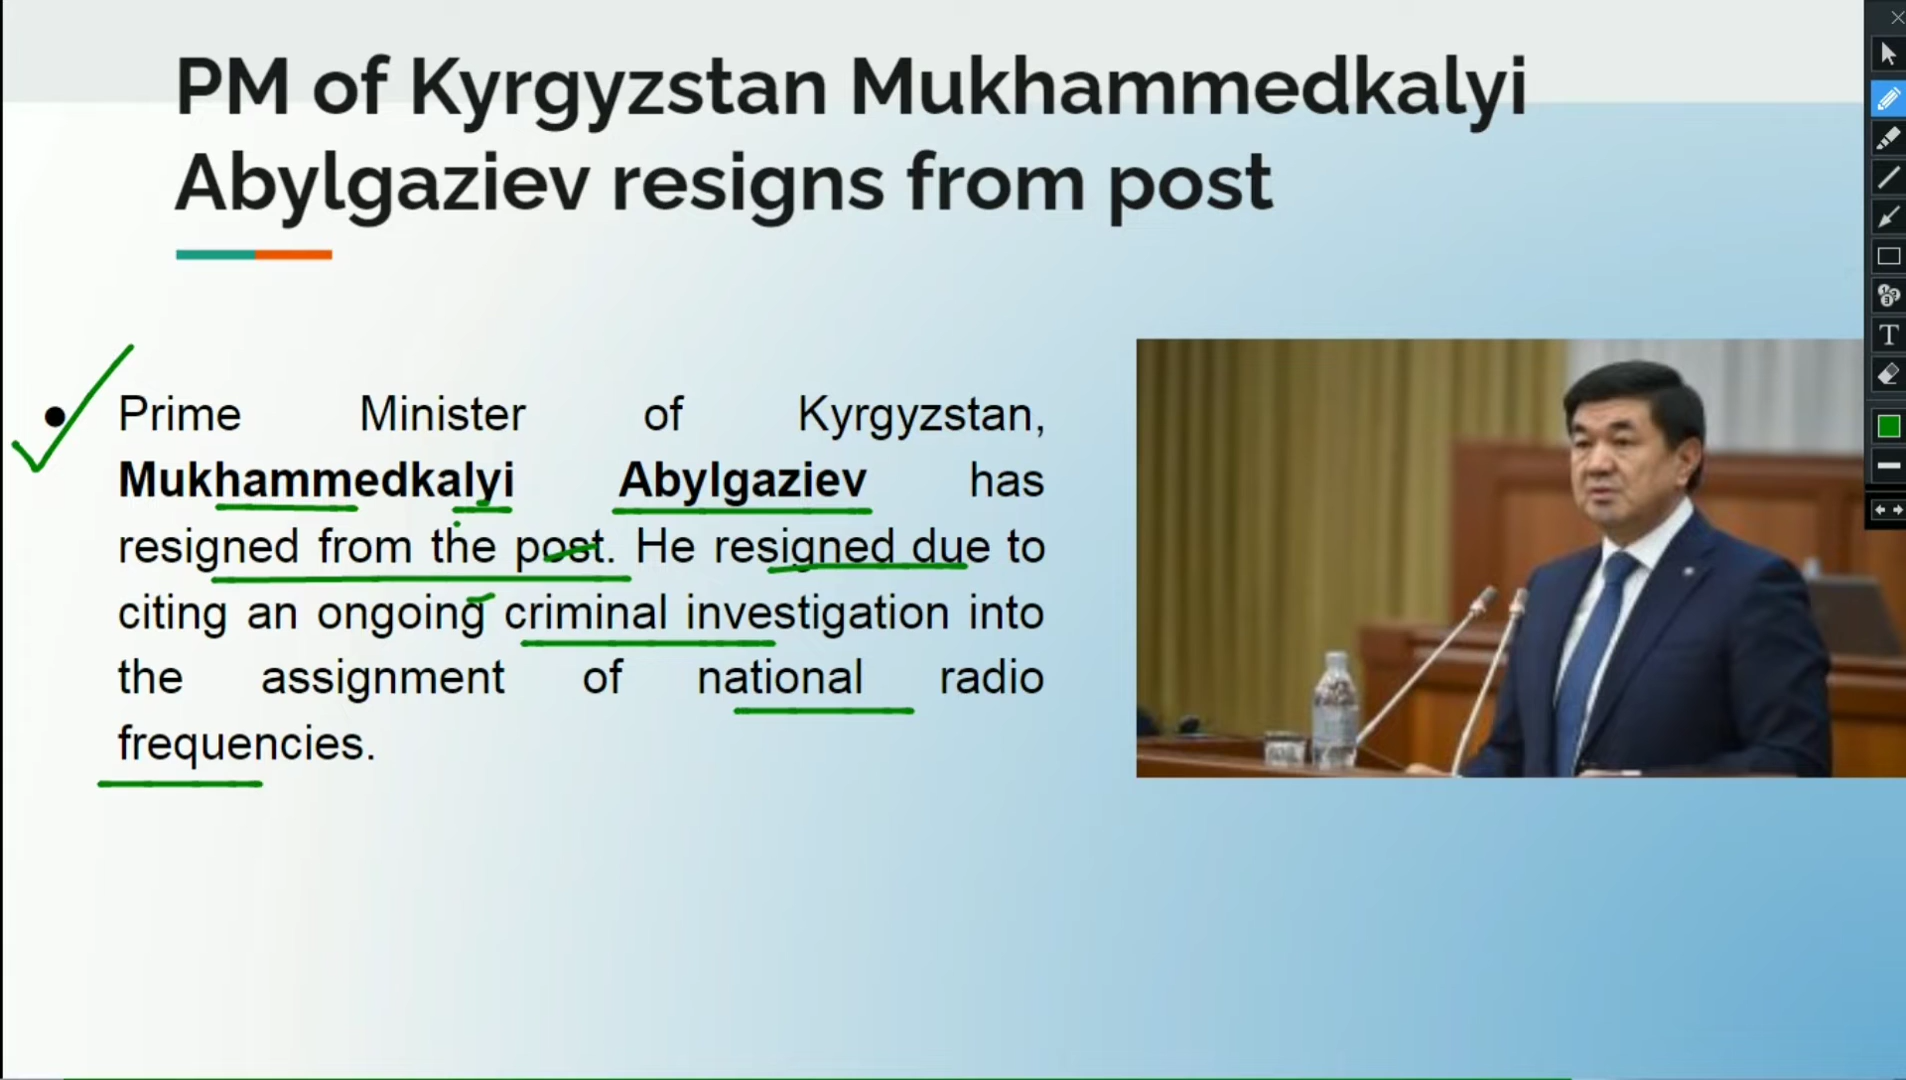 PM of Kyrgyzstan Mukhammedkalyi
Abylgaziev resigns from post
Prime Minister of Kyrgyzstan,
Mukhammedkalyi Abylgaziev has
resigned from the post. He resigned due to
citing an ongoing criminal investigation into
the assignment of national radio
frequencies.